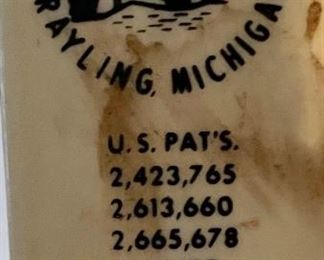 RAYLING, MICHIGA
U.S. PAT'S.
2,423,765
2,613,660
2,665,678